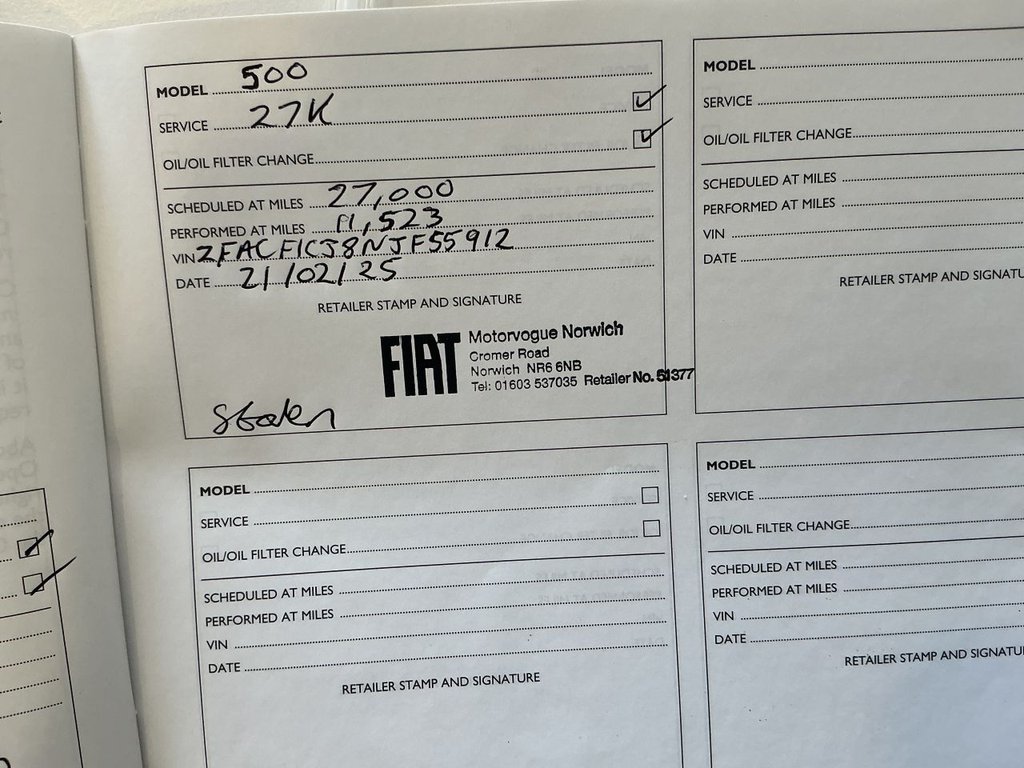 MODEL 500
SERVICE 27K
OIL/OIL FILTER CHANGE
SCHEDULED AT MILES 27,000
PERFORMED AT MILES 11,523
VIN ZFACF1CJ8NJF55912
DATE 21/02/25
RETAILER STAMP AND SIGNATURE
FIAT
Motorvogue Norwich
Cromer Road
Norwich NR6 6NB
Tel: 01603 537035 Retailer No. 51377
MODEL
SERVICE
OIL/OIL FILTER CHANGE
SCHEDULED AT MILES
PERFORMED AT MILES
VIN
DATE
RETAILER STAMP AND SIGNATU
MODEL
SERVICE
OIL/OIL FILTER CHANGE
SCHEDULED AT MILES
PERFORMED AT MILES
VIN
DATE
RETAILER STAMP AND SIGNATURE
MODEL
SERVICE
OIL/OIL FILTER CHANGE
SCHEDULED AT MILES
PERFORMED AT MILES
VIN
DATE
RETAILER STAMP AND SIGNATU